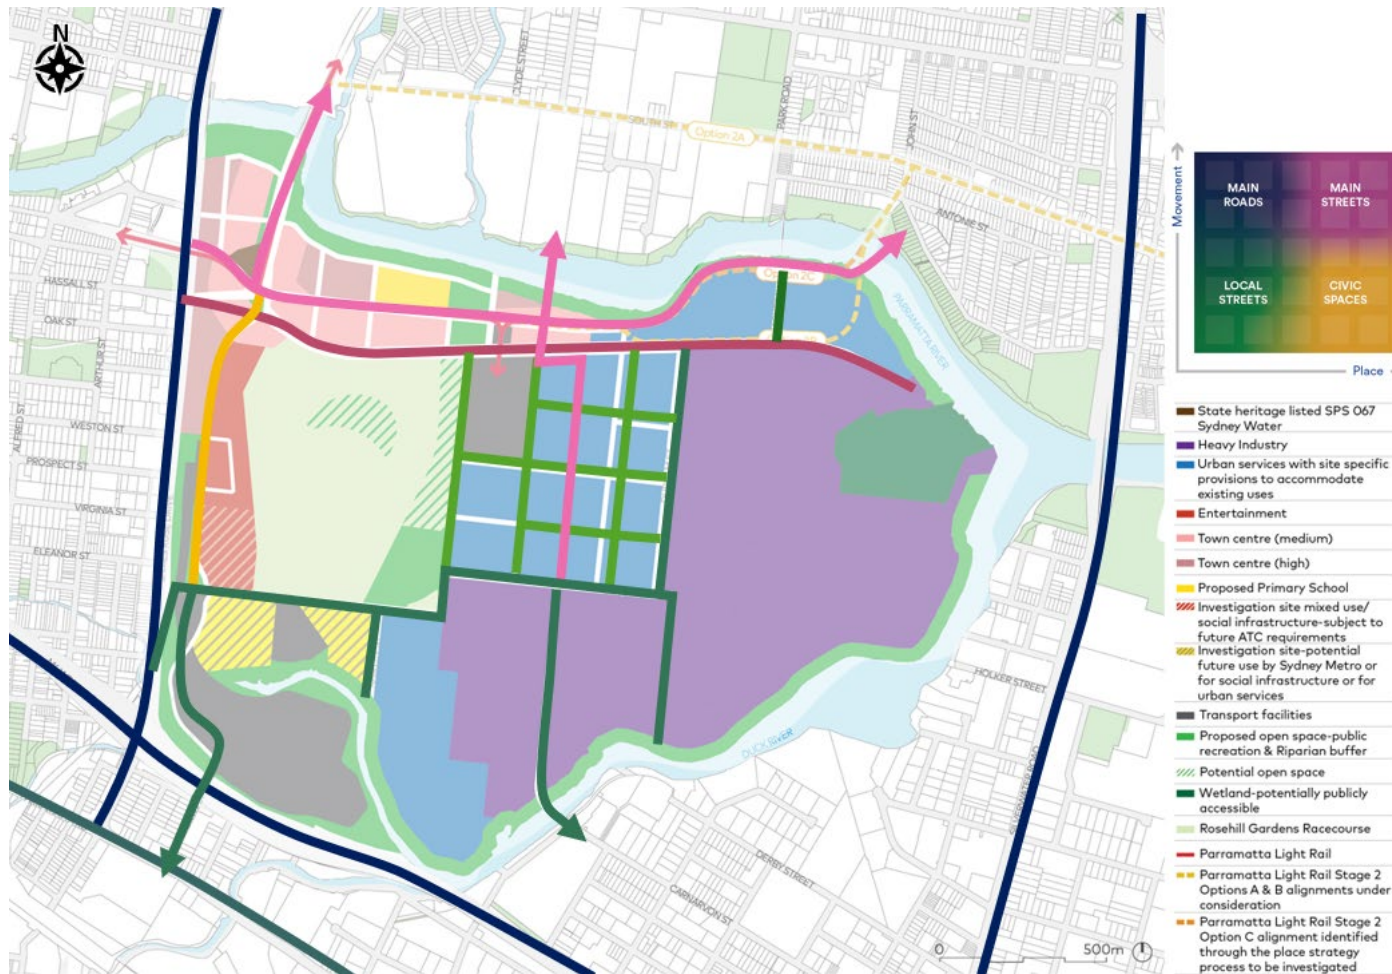 N
CLYDE STREET
PARK ROAD
SOUTH ST
Option 2A
JOHN ST
ANTONIE ST
HASSALL ST
OAK ST
ARTHUR ST
ALFRED ST
WESTON ST
PROSPECT ST
VIRGINIA ST
ELEANOR ST
Option 2C
PARRAMATTA RIVER
HOLKER STREET
DUCK RIVER
SILVERWATER ROAD
DERBY STREET
CARNARVON ST
0
500m
Movement
MAIN
ROADS
MAIN
STREETS
LOCAL
STREETS
CIVIC
SPACES
Place
State heritage listed SPS 067
Sydney Water
Heavy Industry
Urban services with site specific
provisions to accommodate
existing uses
Entertainment
Town centre (medium)
Town centre (high)
Proposed Primary School
Investigation site mixed use/
social infrastructure-subject to
future ATC requirements
Investigation site-potential
future use by Sydney Metro or
for social infrastructure or for
urban services
Transport facilities
Proposed open space-public
recreation & Riparian buffer
Potential open space
Wetland-potentially publicly
accessible
Rosehill Gardens Racecourse
Parramatta Light Rail
Parramatta Light Rail Stage 2
Options A & B alignments under
consideration
Parramatta Light Rail Stage 2
Option C alignment identified
through the place strategy
process to be investigated